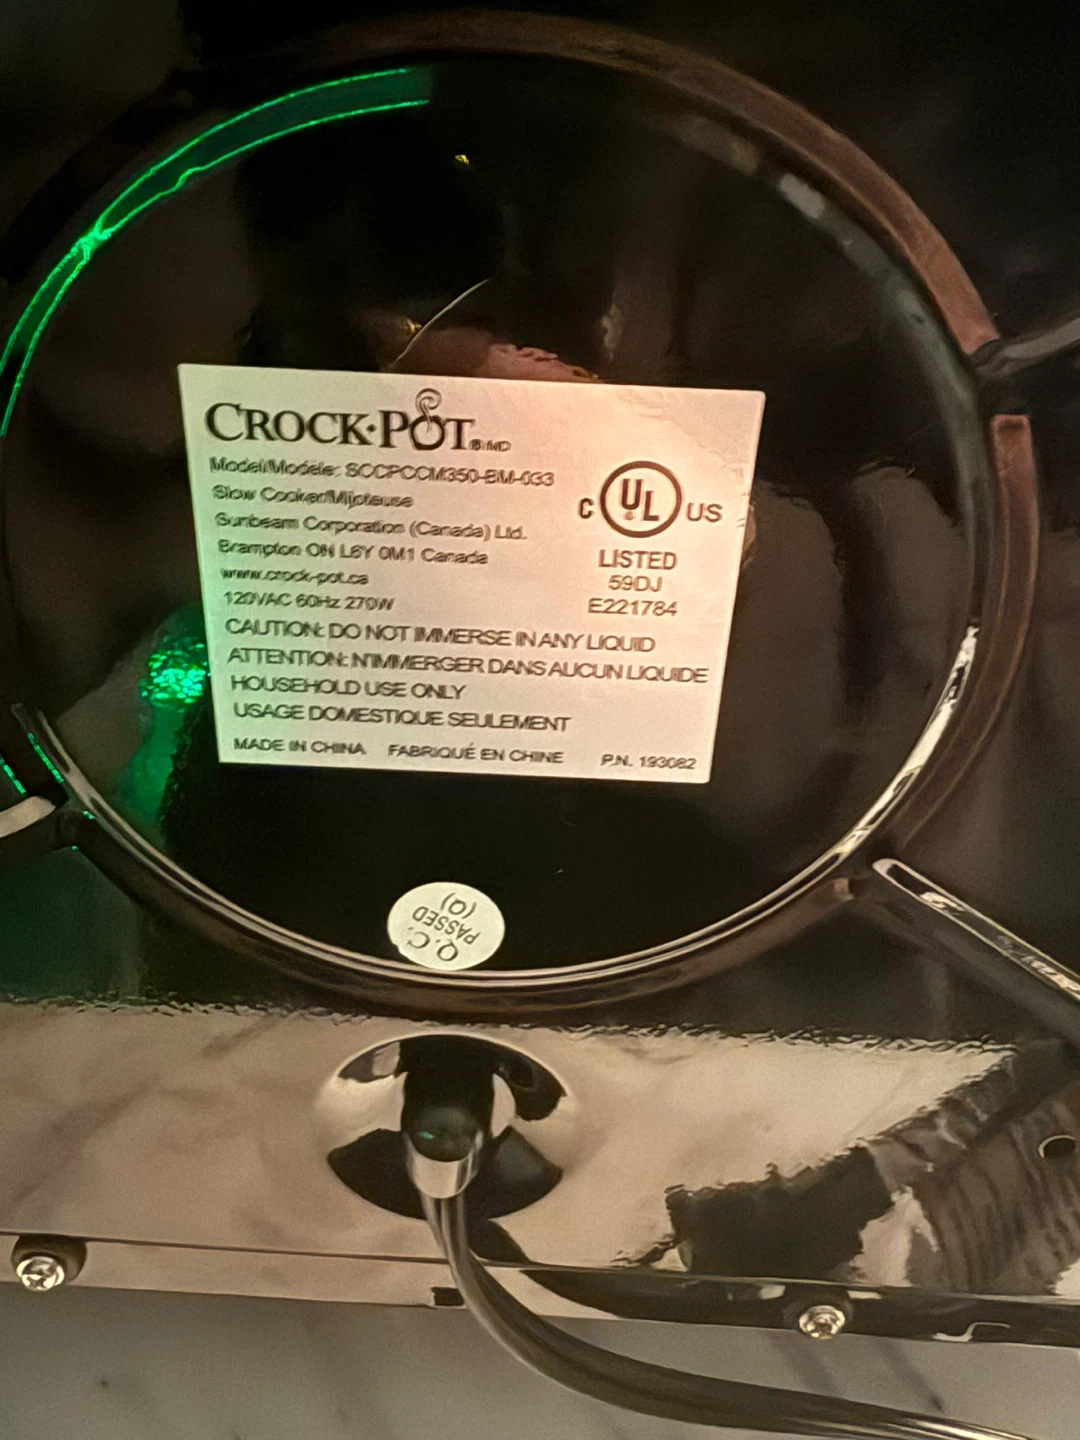 CROCK·POT®/MD
Model/Modèle: SCCPCCM350-BM-033
Slow Cooker/Mijoteuse
Sunbeam Corporation (Canada) Ltd.
Brampton ON L6Y 0M1 Canada
www.crock-pot.ca
120VAC 60Hz 270W
CAUTION: DO NOT IMMERSE IN ANY LIQUID
ATTENTION: N'IMMERGER DANS AUCUN LIQUIDE
HOUSEHOLD USE ONLY
USAGE DOMESTIQUE SEULEMENT
MADE IN CHINA FABRIQUÉ EN CHINE P.N. 193082
C UL® US
LISTED
59DJ
E221784
Q.C.
PASSED
(Q)